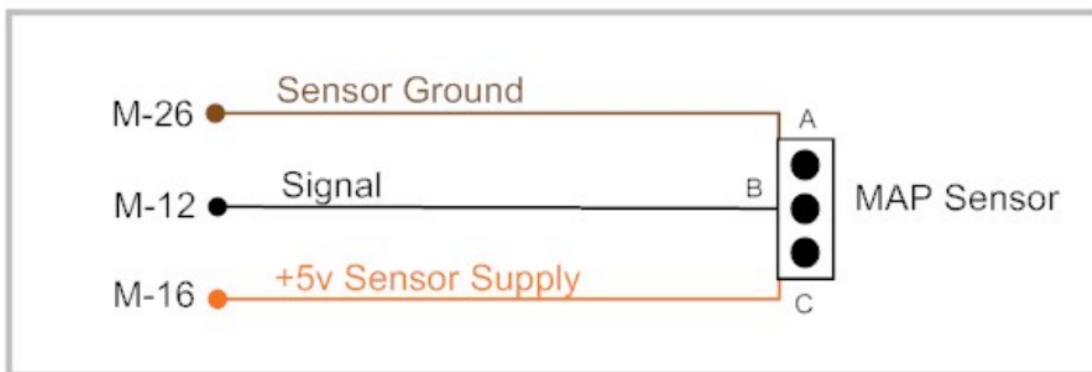 Sensor Ground
M-26
A
Signal
M-12
B
MAP Sensor
+5v Sensor Supply
M-16
C